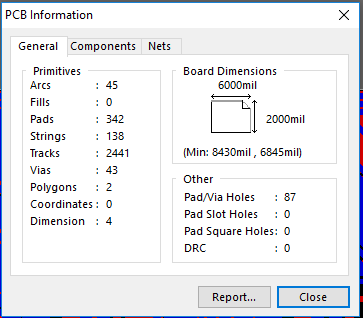 PCB Information
General Components Nets
Primitives
Arcs : 45
Fills : 0
Pads : 342
Strings : 138
Tracks : 2441
Vias : 43
Polygons : 2
Coordinates : 0
Dimension : 4
Board Dimensions
6000mil
2000mil
(Min: 8430mil , 6845mil)
Other
Pad/Via Holes : 87
Pad Slot Holes : 0
Pad Square Holes : 0
DRC : 0
Report... Close